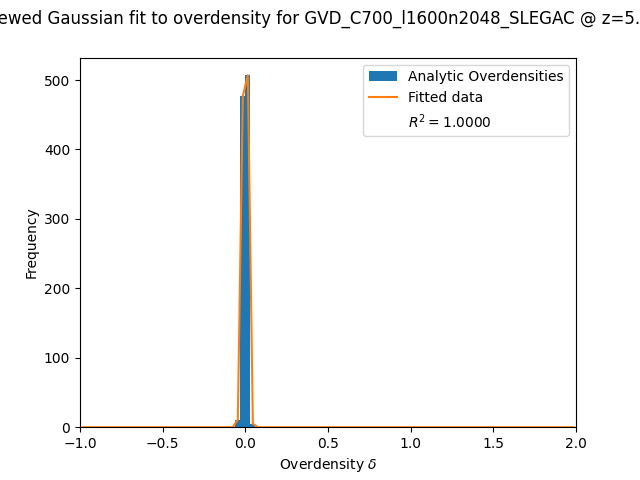 ewed Gaussian fit to overdensity for GVD_C700_l1600n2048_SLEGAC @ z=5.
Analytic Overdensities
Fitted data
R² = 1.0000
Frequency
500
400
300
200
100
0
−1.0 −0.5 0.0 0.5 1.0 1.5 2.0
Overdensity δ